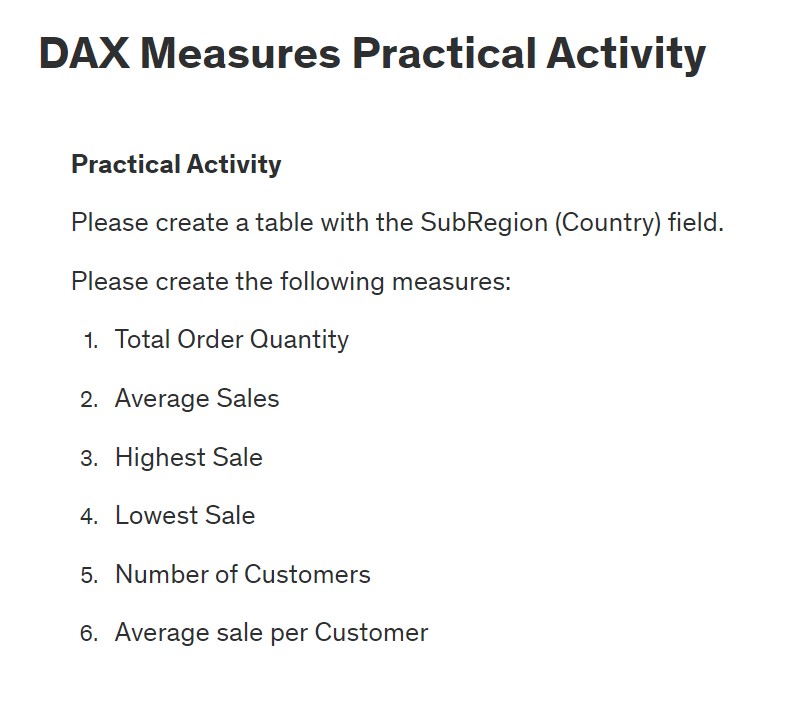 DAX Measures Practical Activity
Practical Activity
Please create a table with the SubRegion (Country) field.
Please create the following measures:
1. Total Order Quantity
2. Average Sales
3. Highest Sale
4. Lowest Sale
5. Number of Customers
6. Average sale per Customer